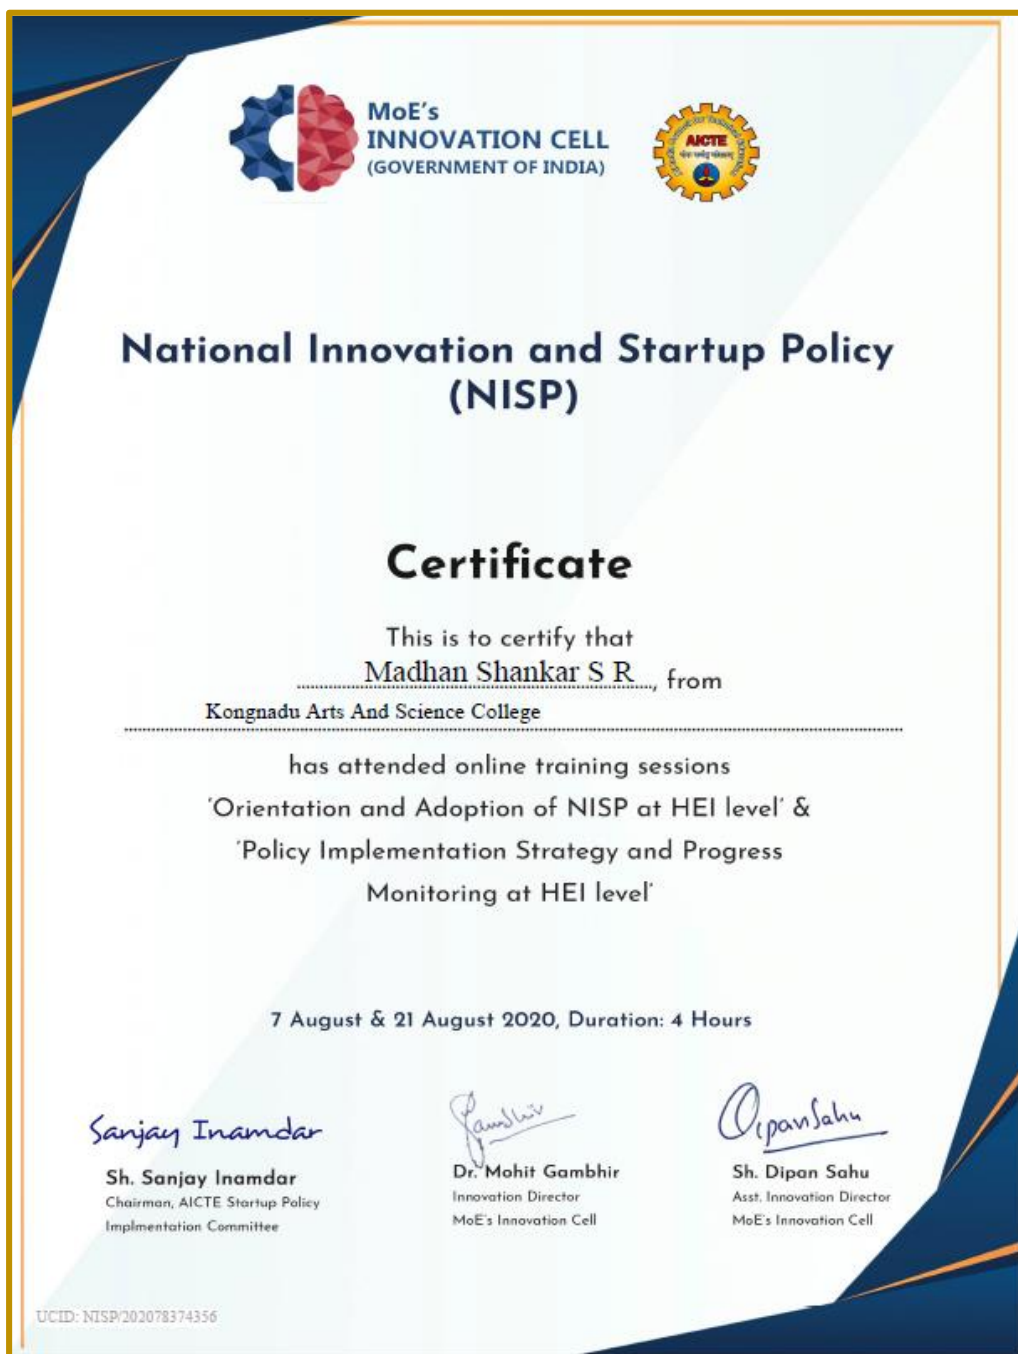 MoE's
INNOVATION CELL
(GOVERNMENT OF INDIA)
AICTE
National Innovation and Startup Policy
(NISP)
Certificate
This is to certify that
Madhan Shankar S R, from
Kongnadu Arts And Science College
has attended online training sessions
'Orientation and Adoption of NISP at HEI level' &
'Policy Implementation Strategy and Progress
Monitoring at HEI level'
7 August & 21 August 2020, Duration: 4 Hours
Sanjay Inamdar
Sh. Sanjay Inamdar
Chairman, AICTE Startup Policy
Implmentation Committee
Gambhir
Dr. Mohit Gambhir
Innovation Director
MoE's Innovation Cell
Dipan Sahu
Sh. Dipan Sahu
Asst. Innovation Director
MoE's Innovation Cell
UCID: NISP/202078374356